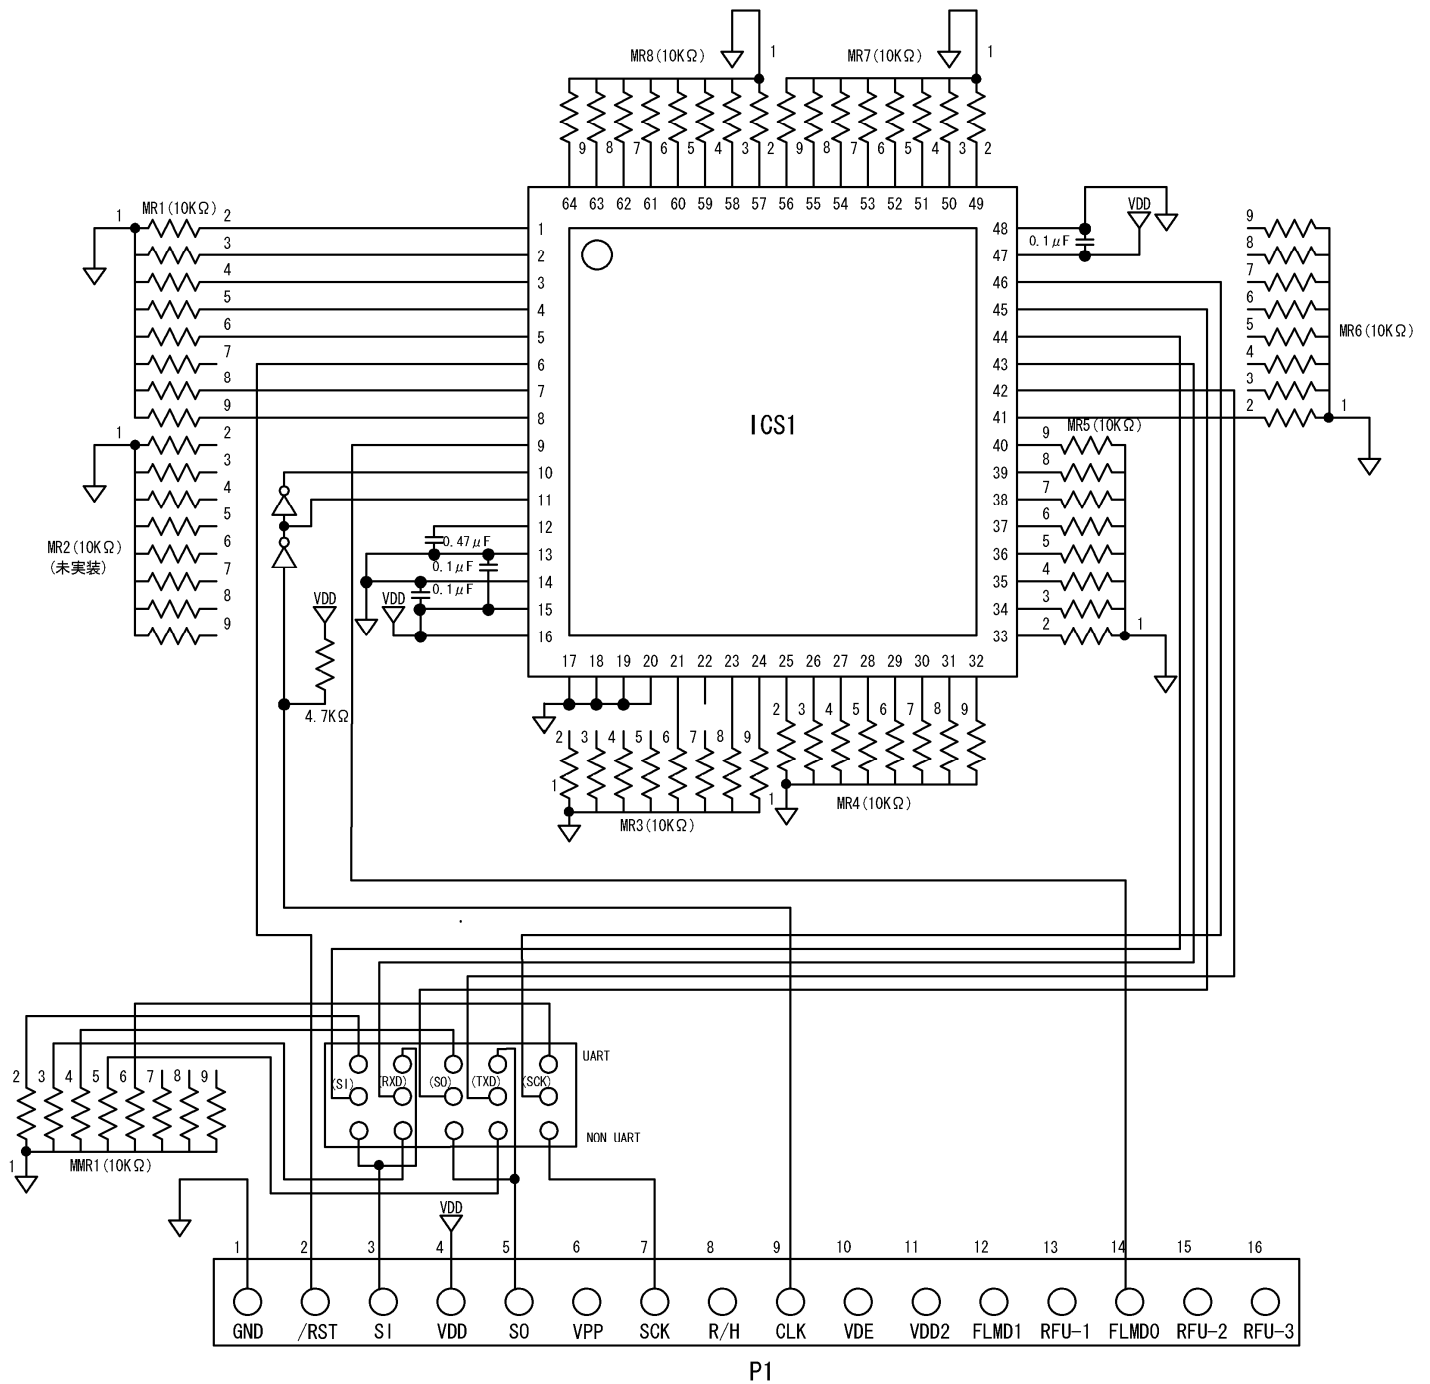 MR8(10KΩ) 1 MR7(10KΩ) 1
9 8 7 6 5 4 3 2 9 8 7 6 5 4 3 2
64 63 62 61 60 59 58 57 56 55 54 53 52 51 50 49
1 MR1(10KΩ) 2
3
4
5
6
7
8
9
1 2
3
4
5
6
7
8
9
MR2(10KΩ)
(未実装)
1
2
3
4
5
6
7
8
9
10
11
12
13
14
15
16
0.47μF
0.1μF
0.1μF
VDD
VDD
4.7KΩ
ICS1
48
47
46
45
44
43
42
41
40
39
38
37
36
35
34
33
0.1μF
VDD
9
8
7
6
5
4
3
2
1
MR6(10KΩ)
MR5(10KΩ)
9
8
7
6
5
4
3
2
1
17 18 19 20 21 22 23 24 25 26 27 28 29 30 31 32
2 3 4 5 6 7 8 9
1
1
MR3(10KΩ)
2 3 4 5 6 7 8 9
MR4(10KΩ)
2 3 4 5 6 7 8 9
1
MMR1(10KΩ)
UART
(SI) (RXD) (SO) (TXD) (SCK)
NON UART
VDD
1 2 3 4 5 6 7 8 9 10 11 12 13 14 15 16
GND /RST SI VDD SO VPP SCK R/H CLK VDE VDD2 FLMD1 RFU-1 FLMD0 RFU-2 RFU-3
P1